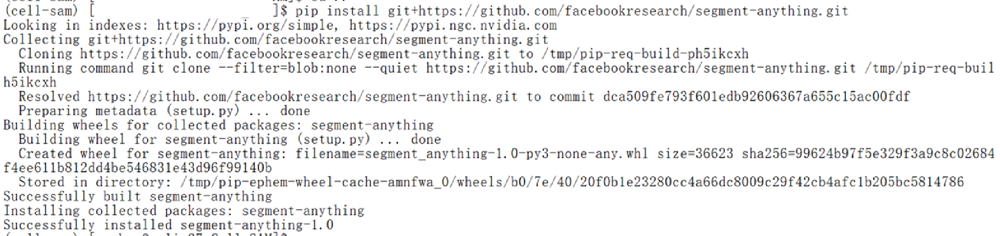 (cell-sam) [ ]$ pip install git+https://github.com/facebookresearch/segment-anything.git
Looking in indexes: https://pypi.org/simple, https://pypi.ngc.nvidia.com
Collecting git+https://github.com/facebookresearch/segment-anything.git
Cloning https://github.com/facebookresearch/segment-anything.git to /tmp/pip-req-build-ph5ikcxh
Running command git clone --filter=blob:none --quiet https://github.com/facebookresearch/segment-anything.git /tmp/pip-req-buil
h5ikcxh
Resolved https://github.com/facebookresearch/segment-anything.git to commit dca509fe793f601edb92606367a655c15ac00fdf
Preparing metadata (setup.py) ... done
Building wheels for collected packages: segment-anything
Building wheel for segment-anything (setup.py) ... done
Created wheel for segment-anything: filename=segment_anything-1.0-py3-none-any.whl size=36623 sha256=99624b97f5e329f3a9c8c02684
f4ee611b812dd4be546831e43d96f99140b
Stored in directory: /tmp/pip-ephem-wheel-cache-amnfwa_0/wheels/b0/7e/40/20f0b1e23280cc4a66dc8009c29f42cb4afc1b205bc5814786
Successfully built segment-anything
Installing collected packages: segment-anything
Successfully installed segment-anything-1.0